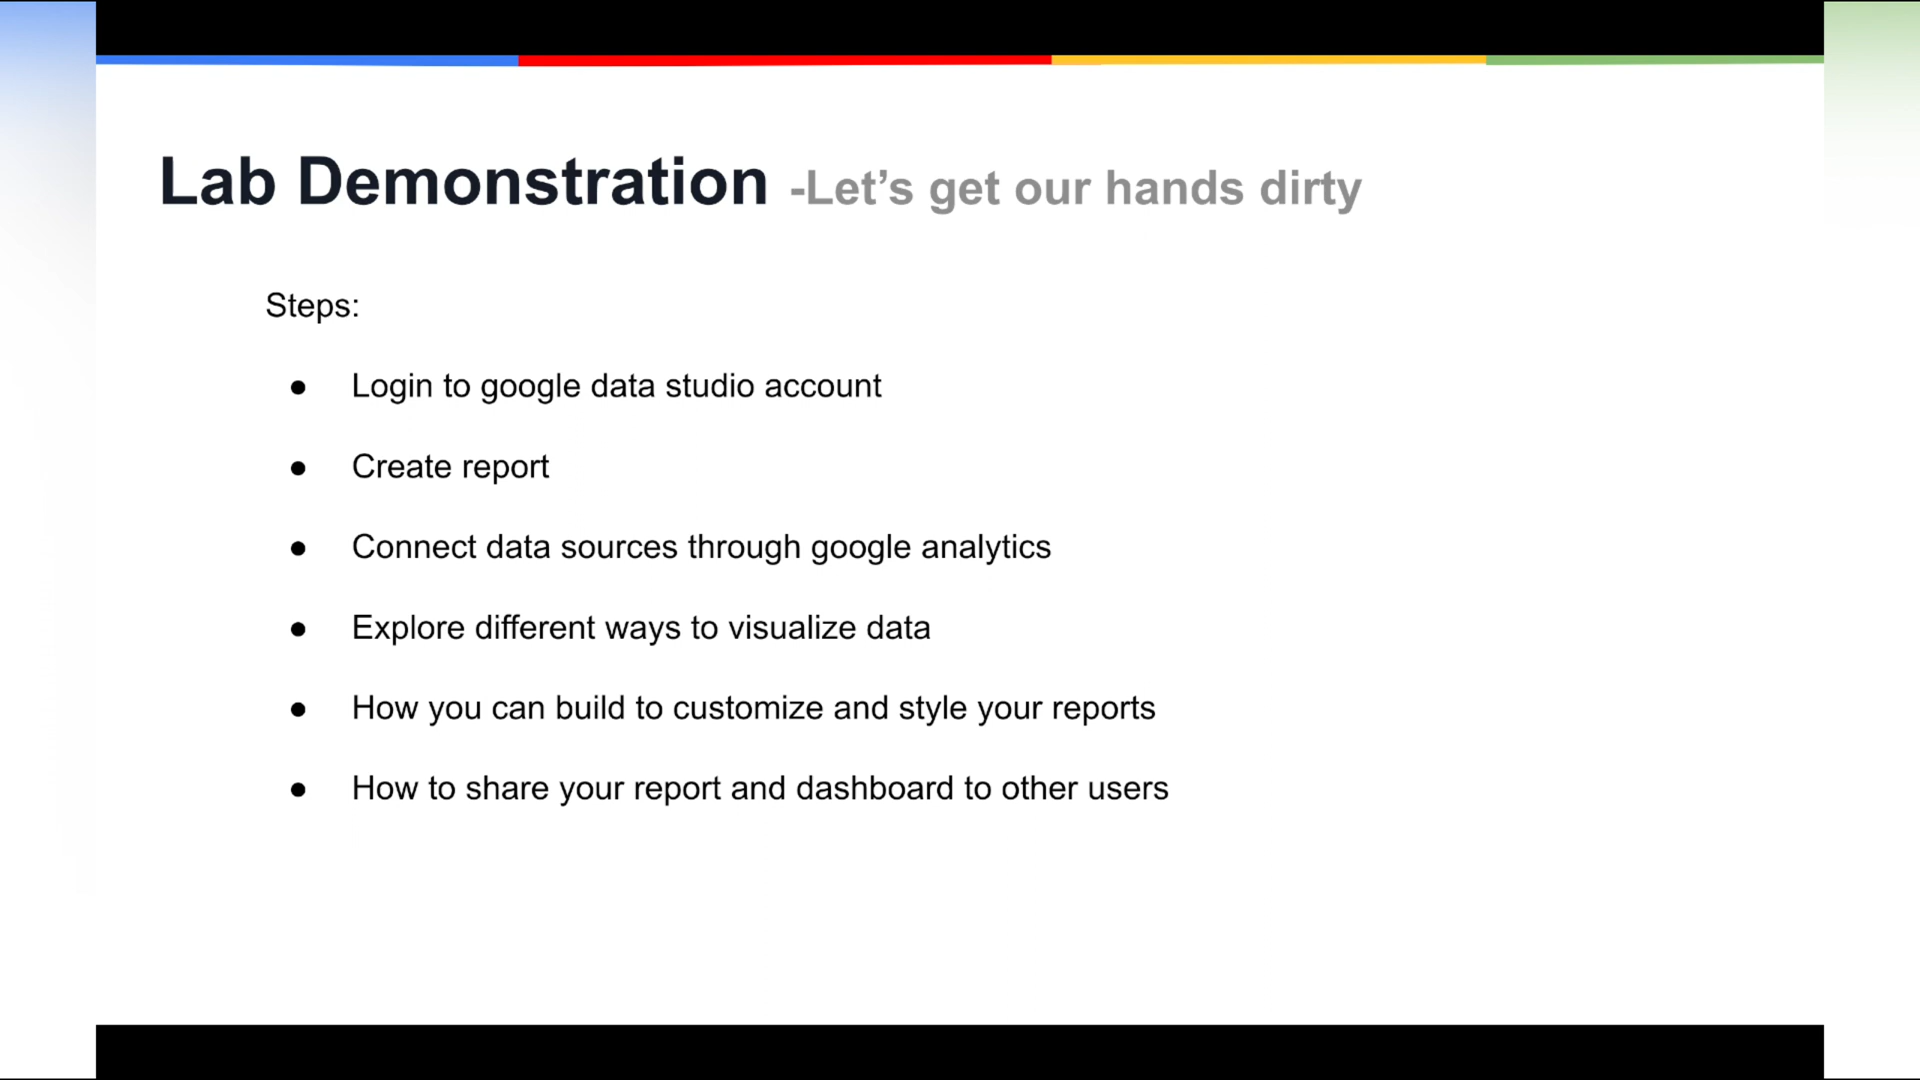 Lab Demonstration -Let’s get our hands dirty
Steps:
● Login to google data studio account
● Create report
● Connect data sources through google analytics
● Explore different ways to visualize data
● How you can build to customize and style your reports
● How to share your report and dashboard to other users